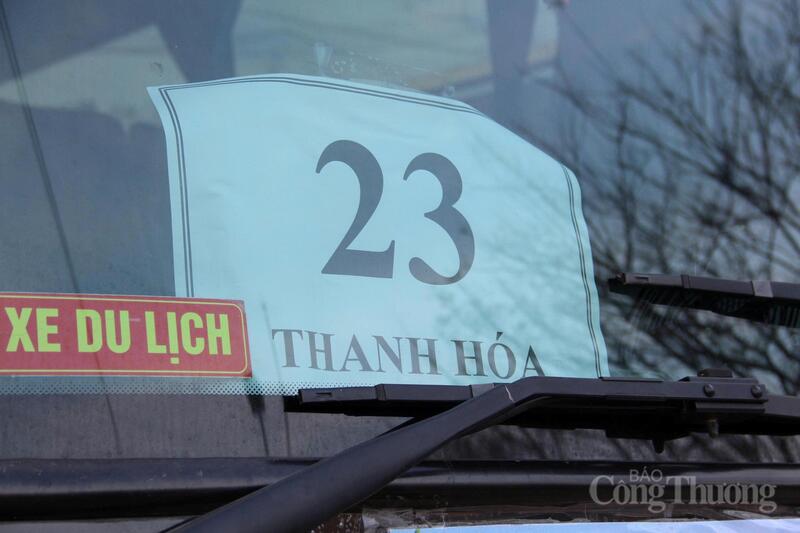 23
XE DU LỊCH
THANH HÓA
BÁO
Công Thương